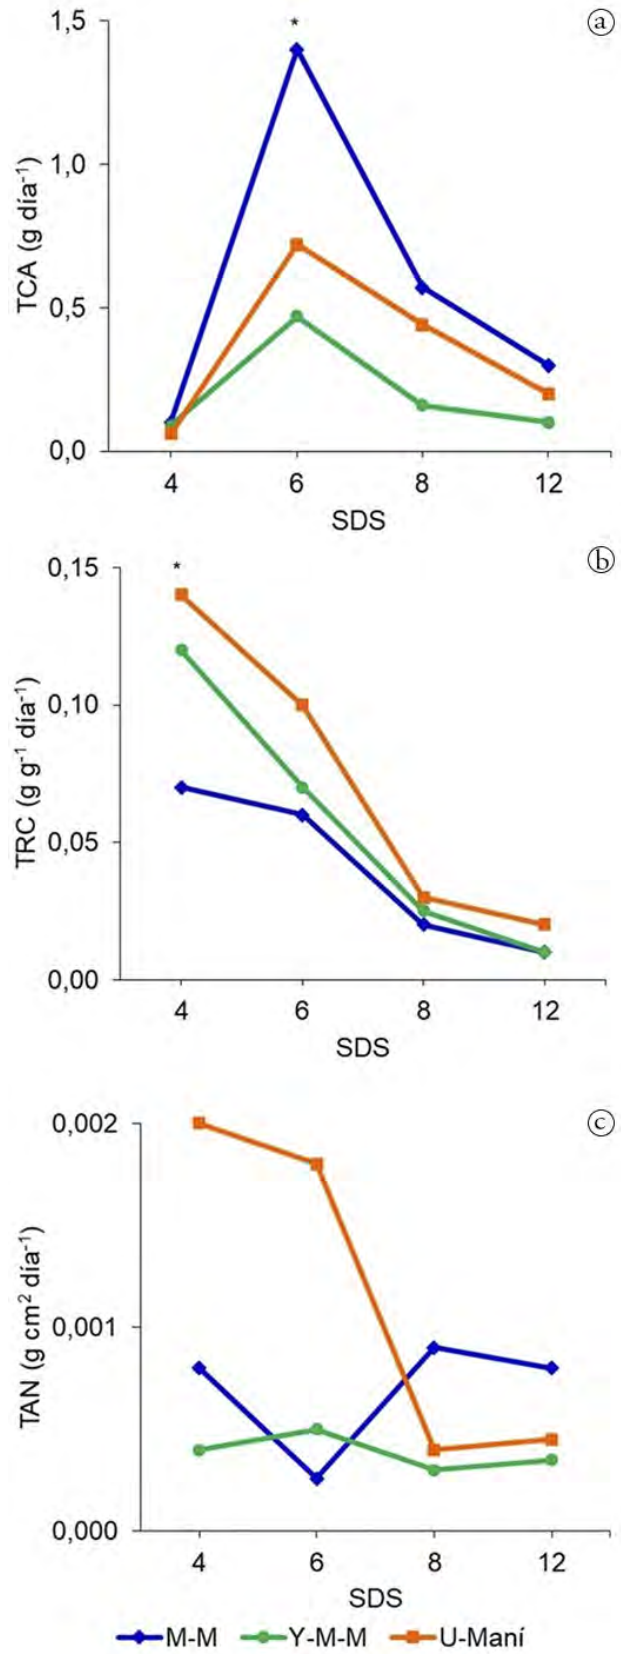 1,5
*
ⓐ
1,0
TCA (g día⁻¹)
0,5
0,0
4 6 8 12
SDS
0,15
*
ⓑ
0,10
TRC (g g⁻¹ día⁻¹)
0,05
0,00
4 6 8 12
SDS
0,002
ⓒ
0,001
TAN (g cm² día⁻¹)
0,000
4 6 8 12
SDS
M-M Y-M-M U-Maní